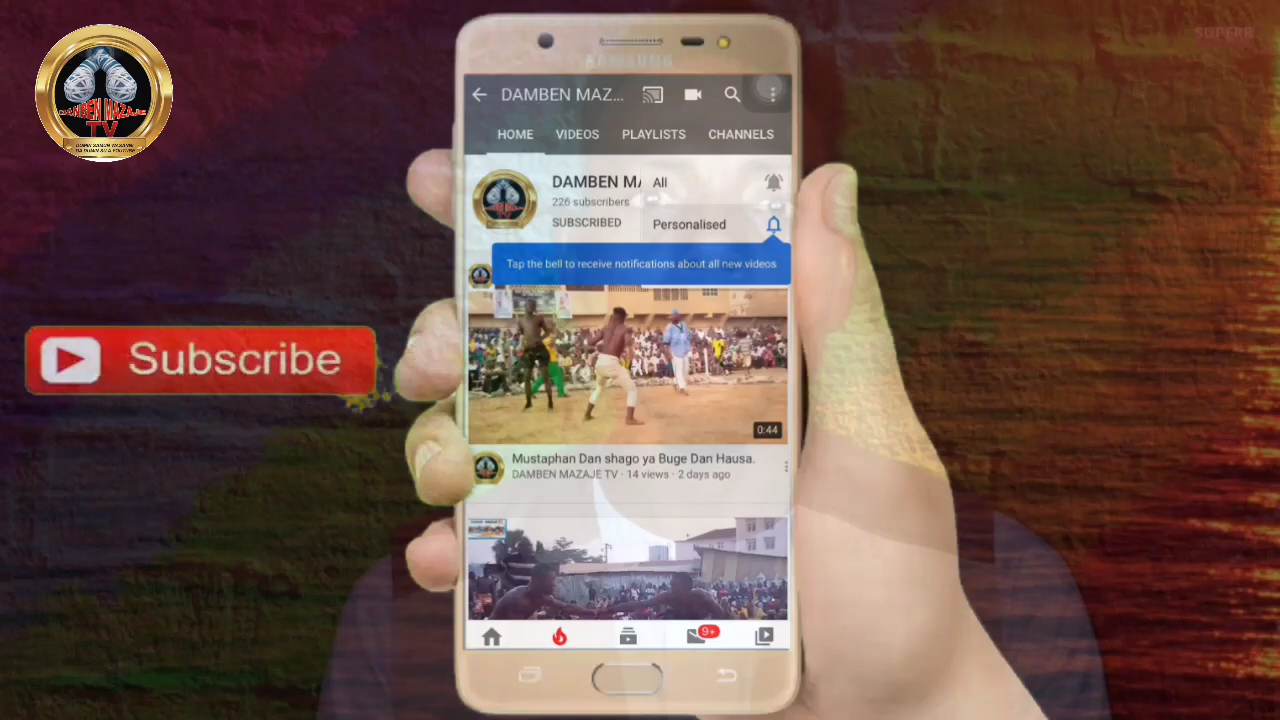 SUPERB
DAMBEN MAZAJE
TV
SAMSUNG
DAMBEN MAZ...
HOME VIDEOS PLAYLISTS CHANNELS
DAMBEN MA
All
226 subscribers
SUBSCRIBED
Personalised
Tap the bell to receive notifications about all new videos
Subscribe
0:44
Mustaphan Dan shago ya Buge Dan Hausa.
DAMBEN MAZAJE TV · 14 views · 2 days ago
9+